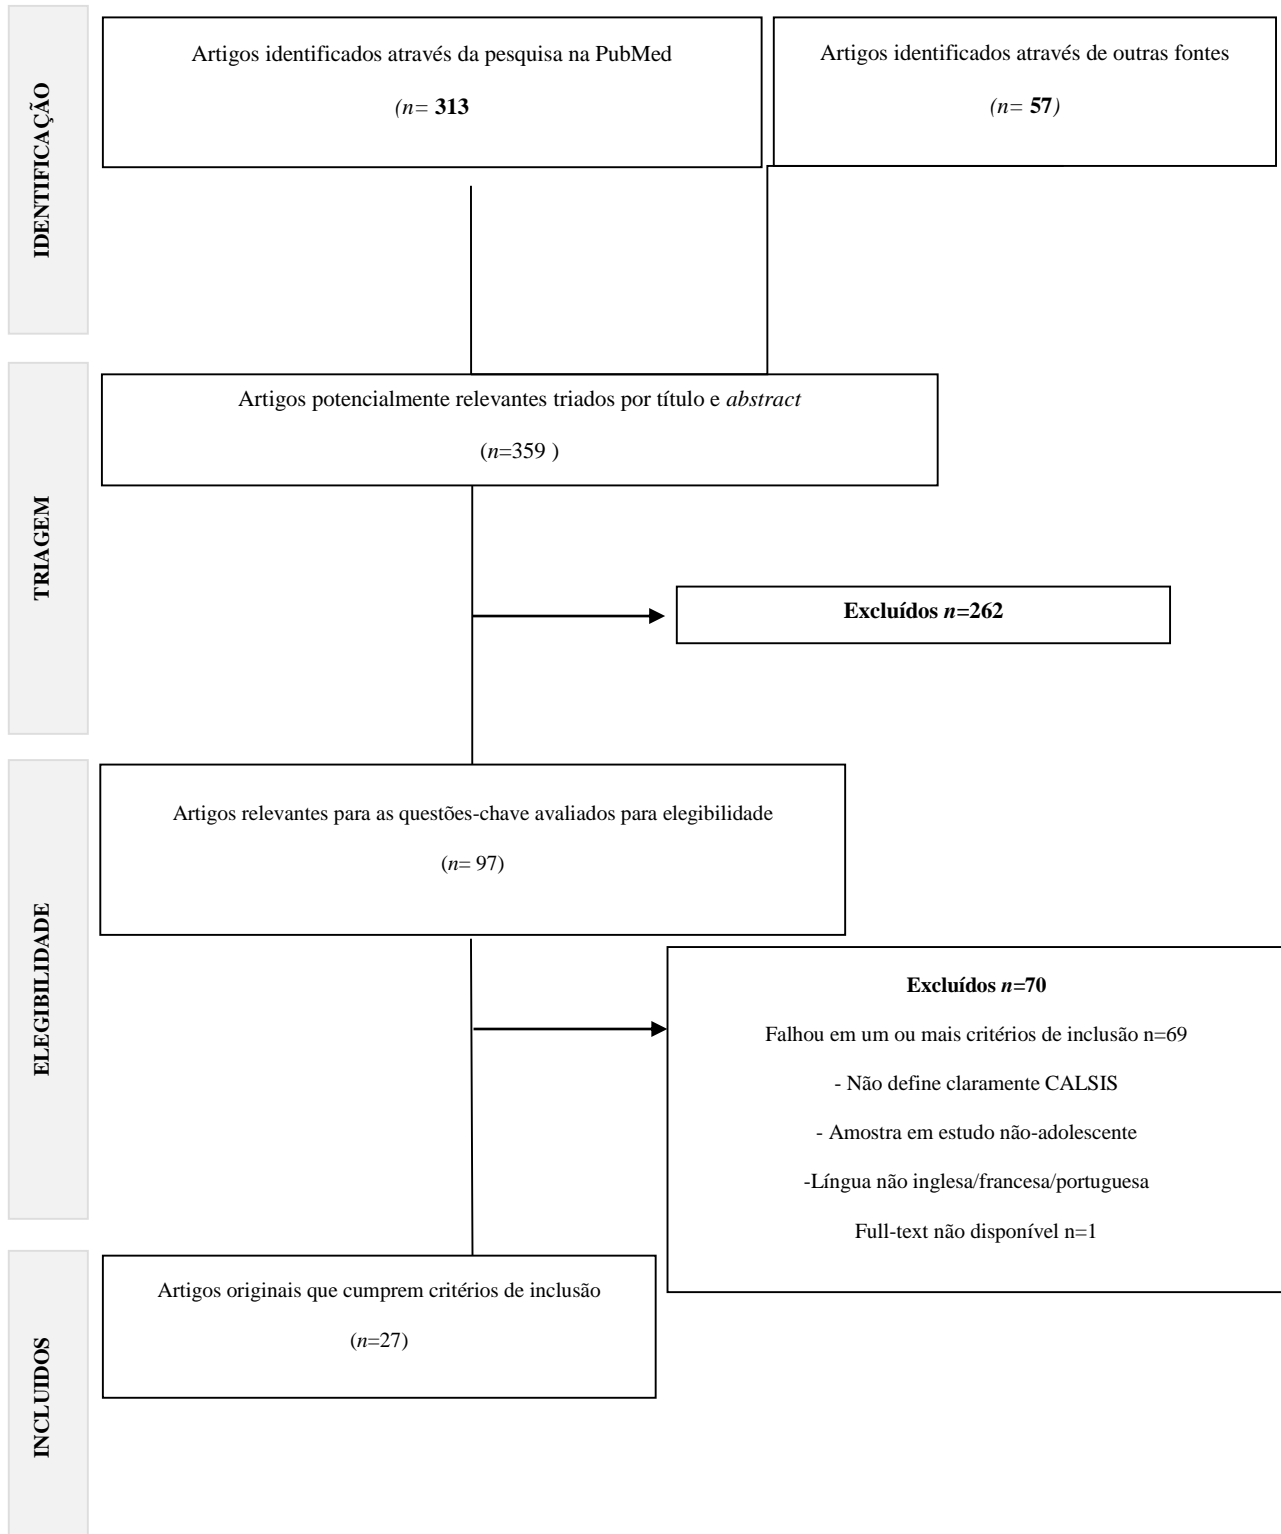 IDENTIFICAÇÃO
Artigos identificados através da pesquisa na PubMed
(n= 313
Artigos identificados através de outras fontes
(n= 57)
TRIAGEM
Artigos potencialmente relevantes triados por título e abstract
(n=359 )
Excluídos n=262
ELEGIBILIDADE
Artigos relevantes para as questões-chave avaliados para elegibilidade
(n= 97)
Excluídos n=70
Falhou em um ou mais critérios de inclusão n=69
- Não define claramente CALSIS
- Amostra em estudo não-adolescente
-Língua não inglesa/francesa/portuguesa
Full-text não disponível n=1
INCLUIDOS
Artigos originais que cumprem critérios de inclusão
(n=27)